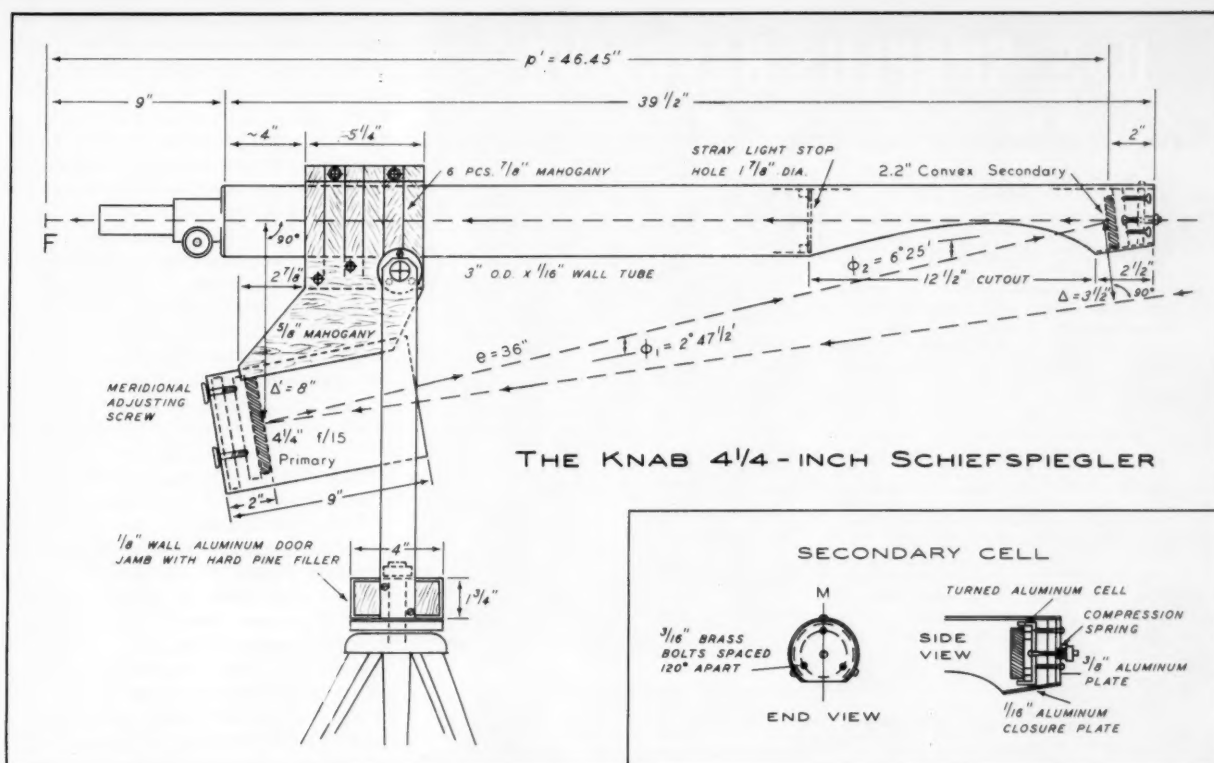 p' = 46.45"
9"
39 1/2"
~4"
5 1/4"
2"
STRAY LIGHT STOP
HOLE 1 7/8" DIA.
6 PCS. 7/8" MAHOGANY
2.2" Convex Secondary
F
90°
2 7/8"
3" O.D. X 1/16" WALL TUBE
ϕ2 = 6° 25'
12 1/2" CUTOUT
2 1/2"
Δ = 3 1/2"
90°
5/8" MAHOGANY
e = 36"
ϕ1 = 2° 47 1/2'
MERIDIONAL
ADJUSTING
SCREW
Δ' = 8"
4 1/4" f/15
Primary
THE KNAB 4 1/4-INCH SCHIEFSPIEGLER
2"
9"
1/8" WALL ALUMINUM DOOR
JAMB WITH HARD PINE FILLER
4"
1 3/4"
SECONDARY CELL
M
3/16" BRASS
BOLTS SPACED
120° APART
END VIEW
TURNED ALUMINUM CELL
COMPRESSION
SPRING
SIDE
VIEW
3/8" ALUMINUM
PLATE
1/16" ALUMINUM
CLOSURE PLATE